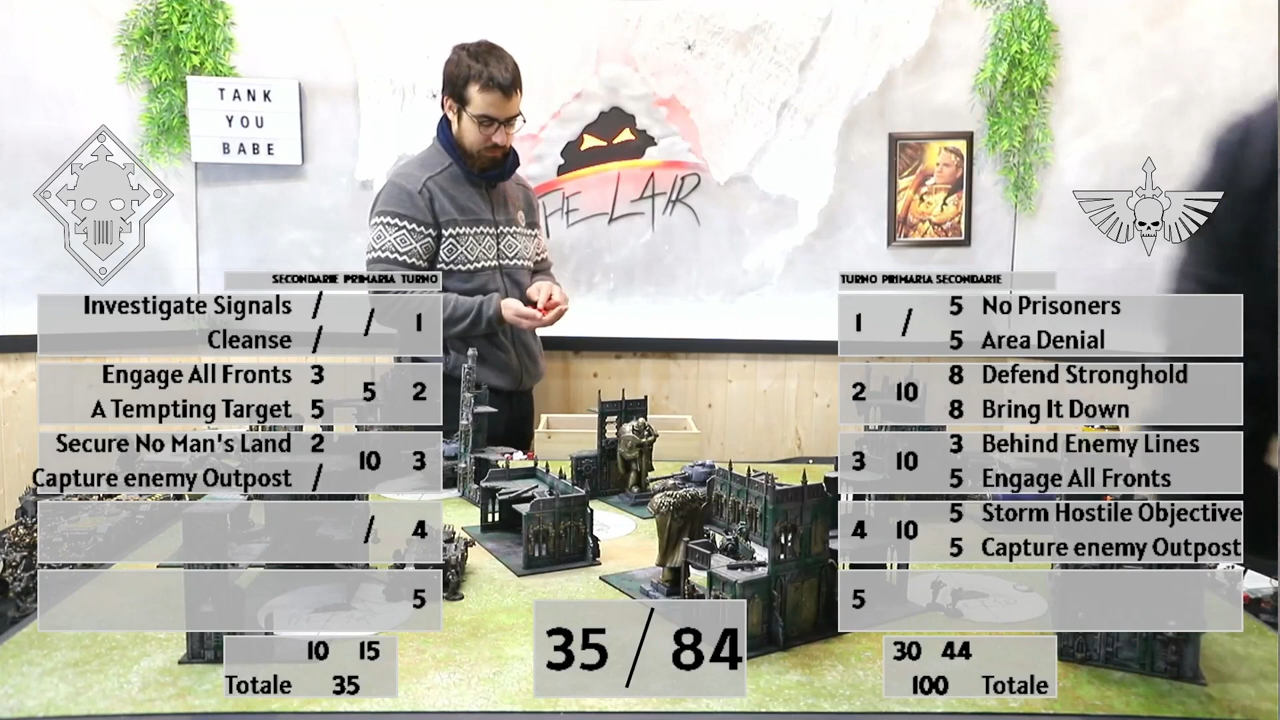 TANK
YOU
BABE
THE L4IR
SECONDARIE PRIMARIA TURNO
Investigate Signals / / 1
Cleanse /
Engage All Fronts 3 5 2
A Tempting Target 5
Secure No Man's Land 2 10 3
Capture enemy Outpost /
/ 4
5
10 15
Totale 35
35 / 84
TURNO PRIMARIA SECONDARIE
1 / 5 No Prisoners
5 Area Denial
2 10 8 Defend Stronghold
8 Bring It Down
3 10 3 Behind Enemy Lines
5 Engage All Fronts
4 10 5 Storm Hostile Objective
5 Capture enemy Outpost
5
30 44
100 Totale